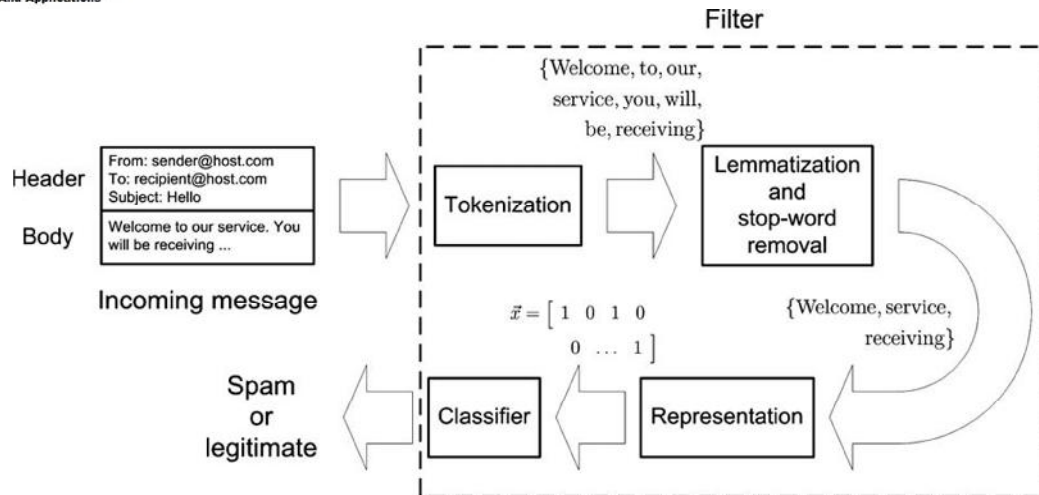 And Applications
Filter
{Welcome, to, our,
service, you, will,
be, receiving}
Header
From: sender@host.com
To: recipient@host.com
Subject: Hello
Body
Welcome to our service. You
will be receiving ...
Incoming message
Tokenization
Lemmatization
and
stop-word
removal
{Welcome, service,
receiving}
x⃗ = [ 1 0 1 0
0 ... 1 ]
Representation
Classifier
Spam
or
legitimate